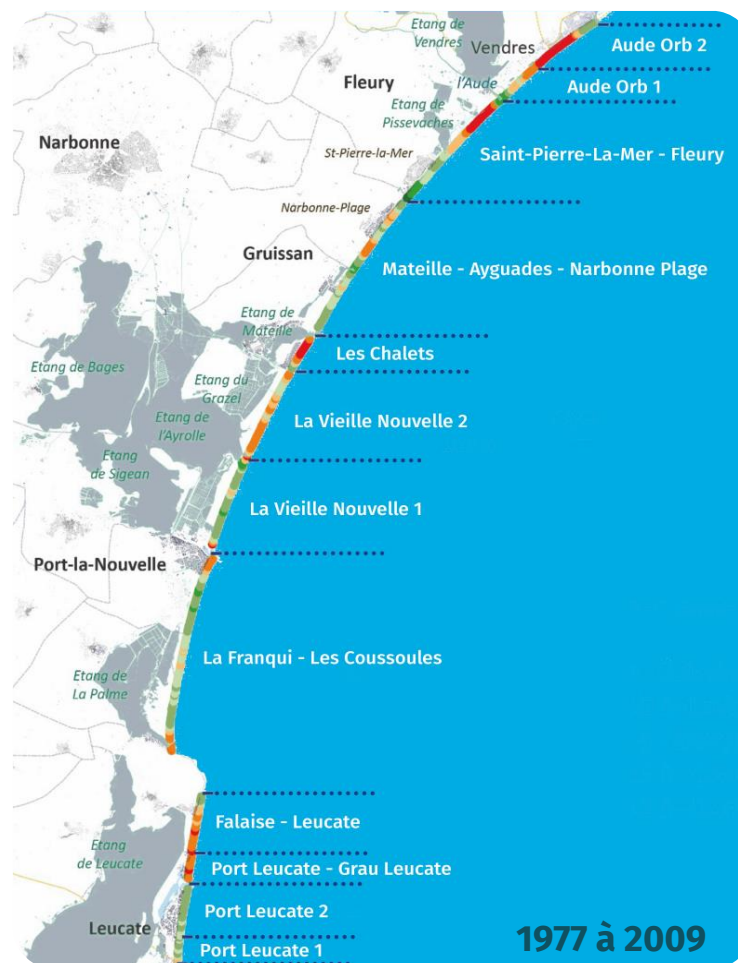 Etang de
Vendres
Vendres
Aude Orb 2
Fleury
l'Aude
Aude Orb 1
Etang de
Pissevaches
Narbonne
St-Pierre-la-Mer
Saint-Pierre-La-Mer - Fleury
Narbonne-Plage
Gruissan
Mateille - Ayguades - Narbonne Plage
Etang de
Mateille
Les Chalets
Etang de Bages
Etang du
Grazel
Etang de
l'Ayrolle
La Vieille Nouvelle 2
Etang
de Sigean
La Vieille Nouvelle 1
Port-la-Nouvelle
La Franqui - Les Coussoules
Etang de
La Palme
Falaise - Leucate
Etang
de Leucate
Port Leucate - Grau Leucate
Port Leucate 2
Leucate
Port Leucate 1
1977 à 2009